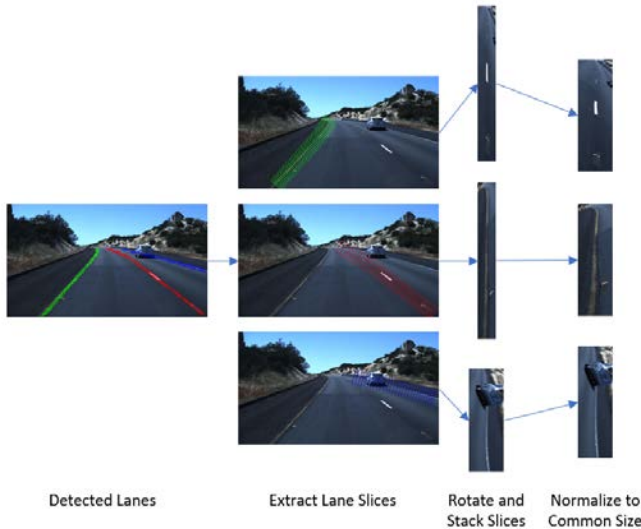 Detected Lanes
Extract Lane Slices
Rotate and
Stack Slices
Normalize to
Common Size